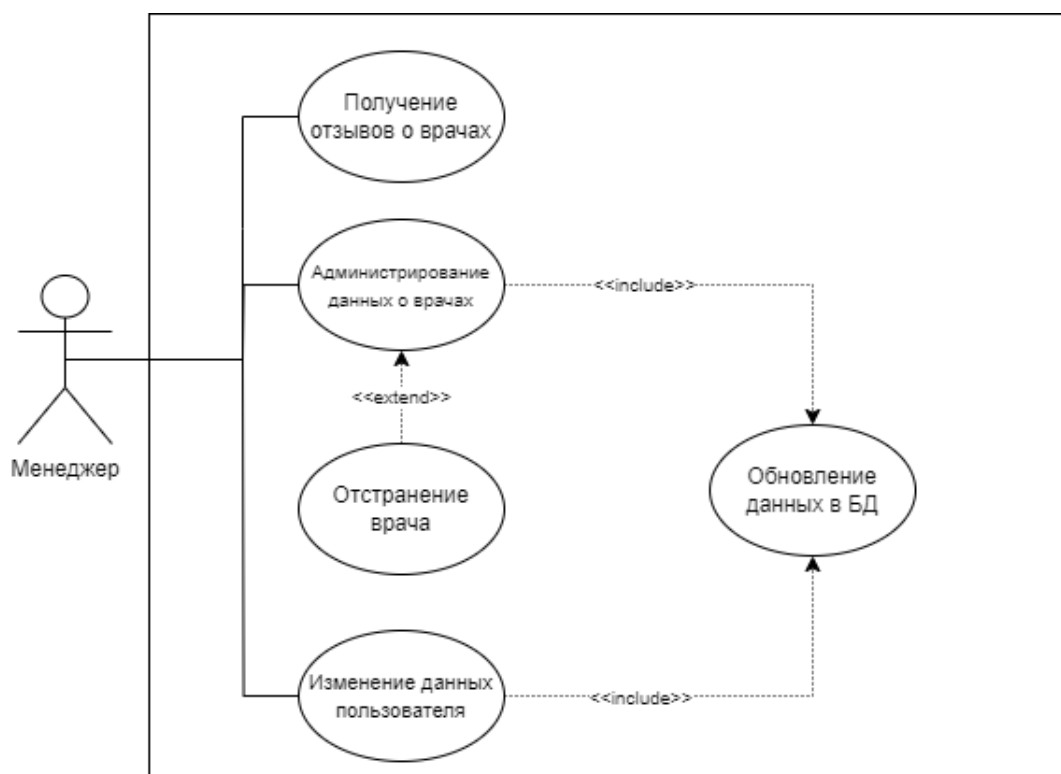 Получение
отзывов о врачах
Администрирование
данных о врачах
<<include>>
<<extend>>
Менеджер
Отстранение
врача
Обновление
данных в БД
Изменение данных
пользователя
<<include>>